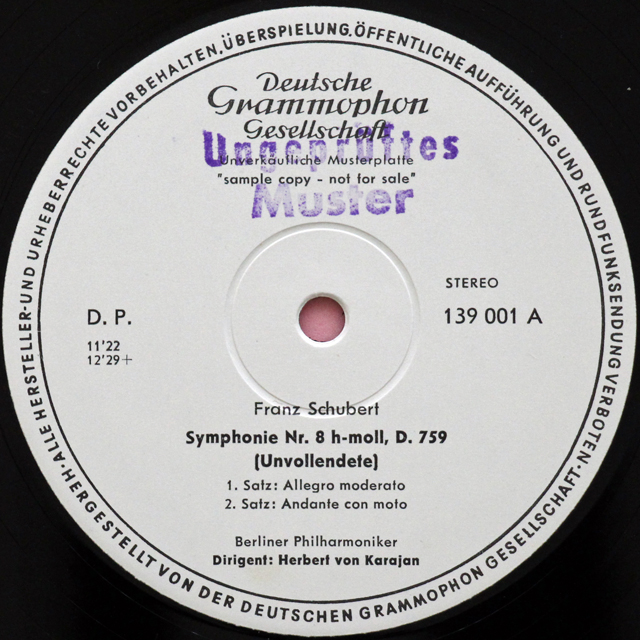 ALLE HERSTELLER- UND URHEBERRECHTE VORBEHALTEN, ÜBERSPIELUNG, ÖFFENTLICHE AUFFÜHRUNG UND RUNDFUNKSENDUNG VERBOTEN · HERGESTELLT VON DER DEUTSCHEN GRAMMOPHON GESELLSCHAFT ·
Deutsche
Grammophon
Gesellschaft
Ungeprüftes
Unverkäufliche Musterplatte
"sample copy - not for sale"
Muster
STEREO
D. P.
139 001 A
11'22
12'29+
Franz Schubert
Symphonie Nr. 8 h-moll, D. 759
(Unvollendete)
1. Satz: Allegro moderato
2. Satz: Andante con moto
Berliner Philharmoniker
Dirigent: Herbert von Karajan